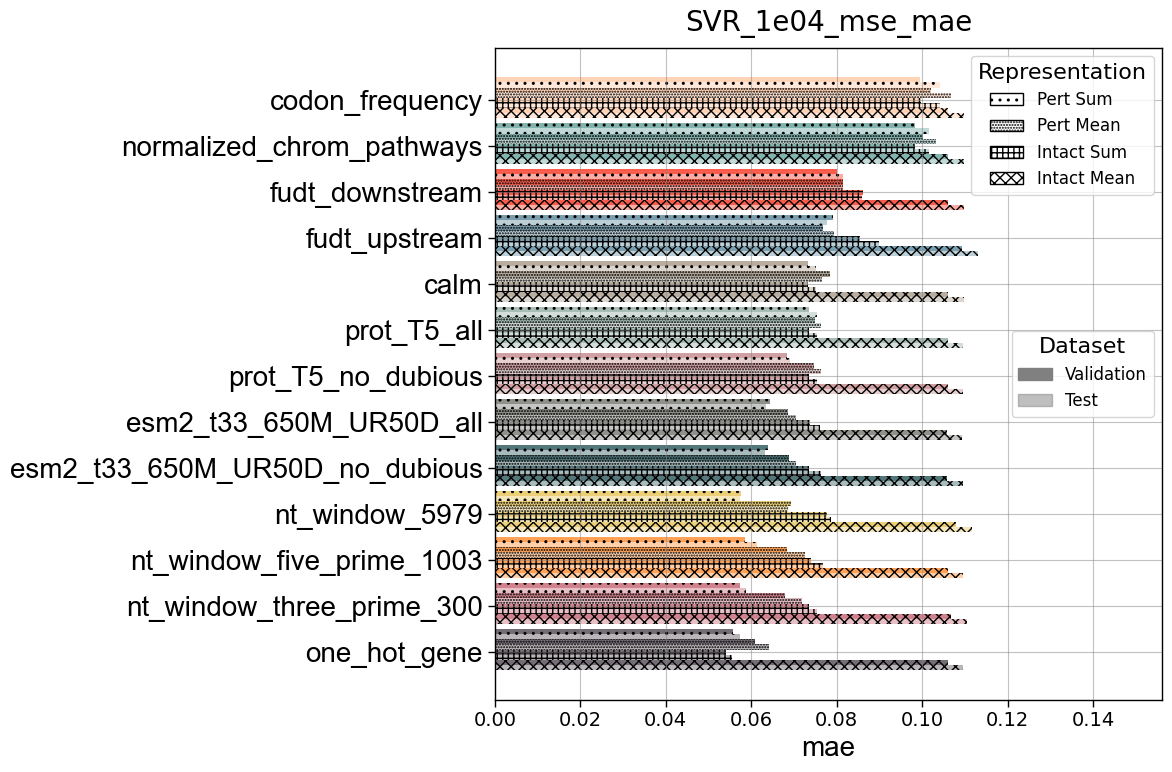 SVR_1e04_mse_mae
codon_frequency
normalized_chrom_pathways
fudt_downstream
fudt_upstream
calm
prot_T5_all
prot_T5_no_dubious
esm2_t33_650M_UR50D_all
esm2_t33_650M_UR50D_no_dubious
nt_window_5979
nt_window_five_prime_1003
nt_window_three_prime_300
one_hot_gene
Representation
Pert Sum
Pert Mean
Intact Sum
Intact Mean
Dataset
Validation
Test
0.00 0.02 0.04 0.06 0.08 0.10 0.12 0.14
mae